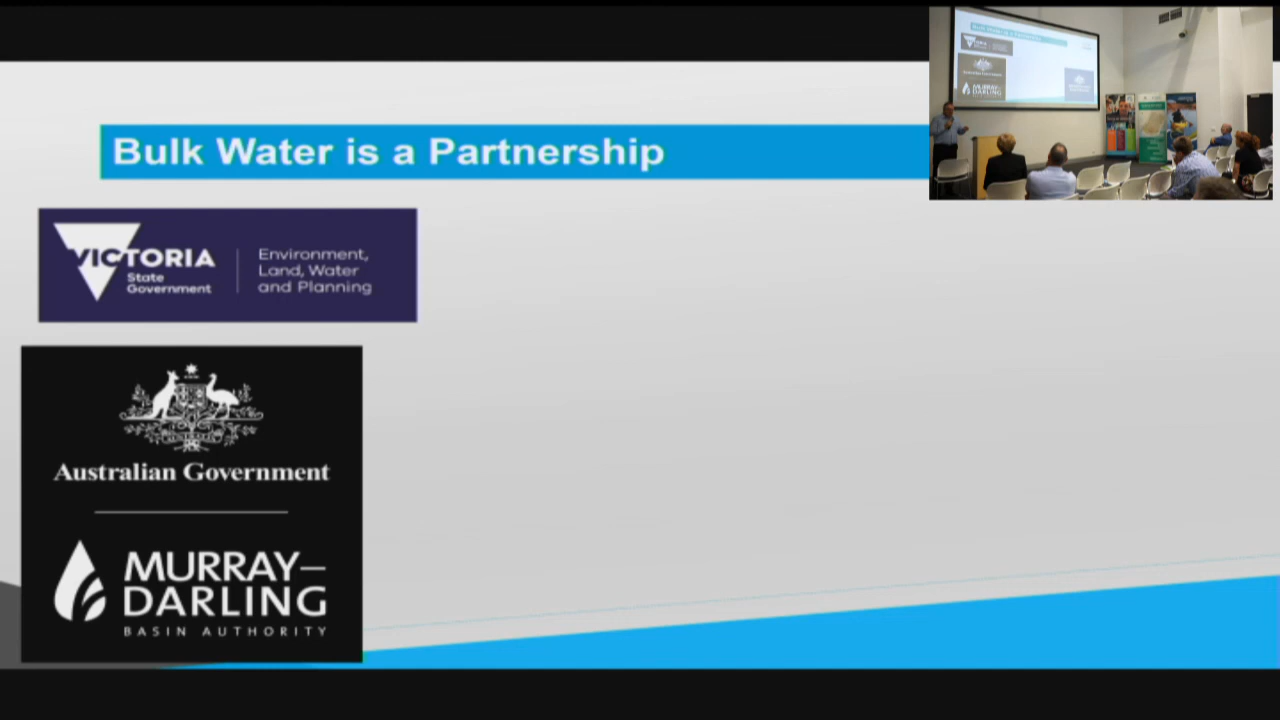 Bulk Water is a Partnership
VICTORIA
State
Government
Environment,
Land, Water
and Planning
Australian Government
MURRAY–
DARLING
BASIN AUTHORITY